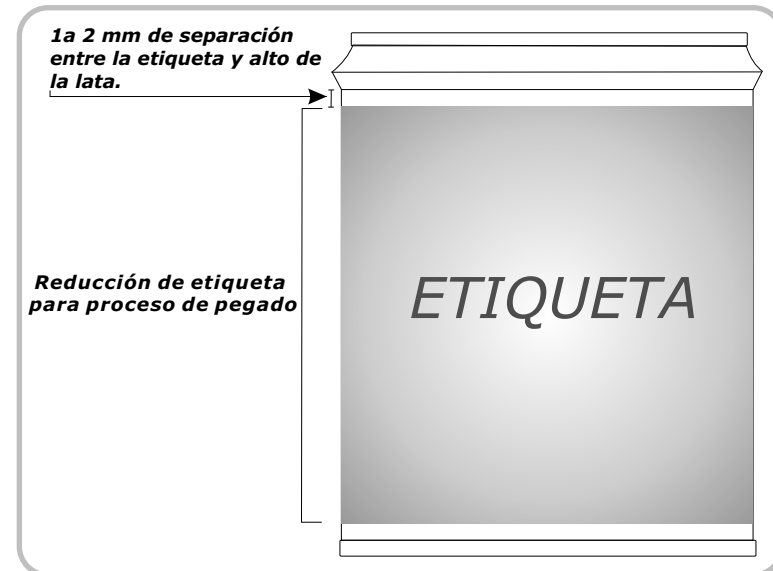 1a 2 mm de separación
entre la etiqueta y alto de
la lata.
Reducción de etiqueta
para proceso de pegado
ETIQUETA